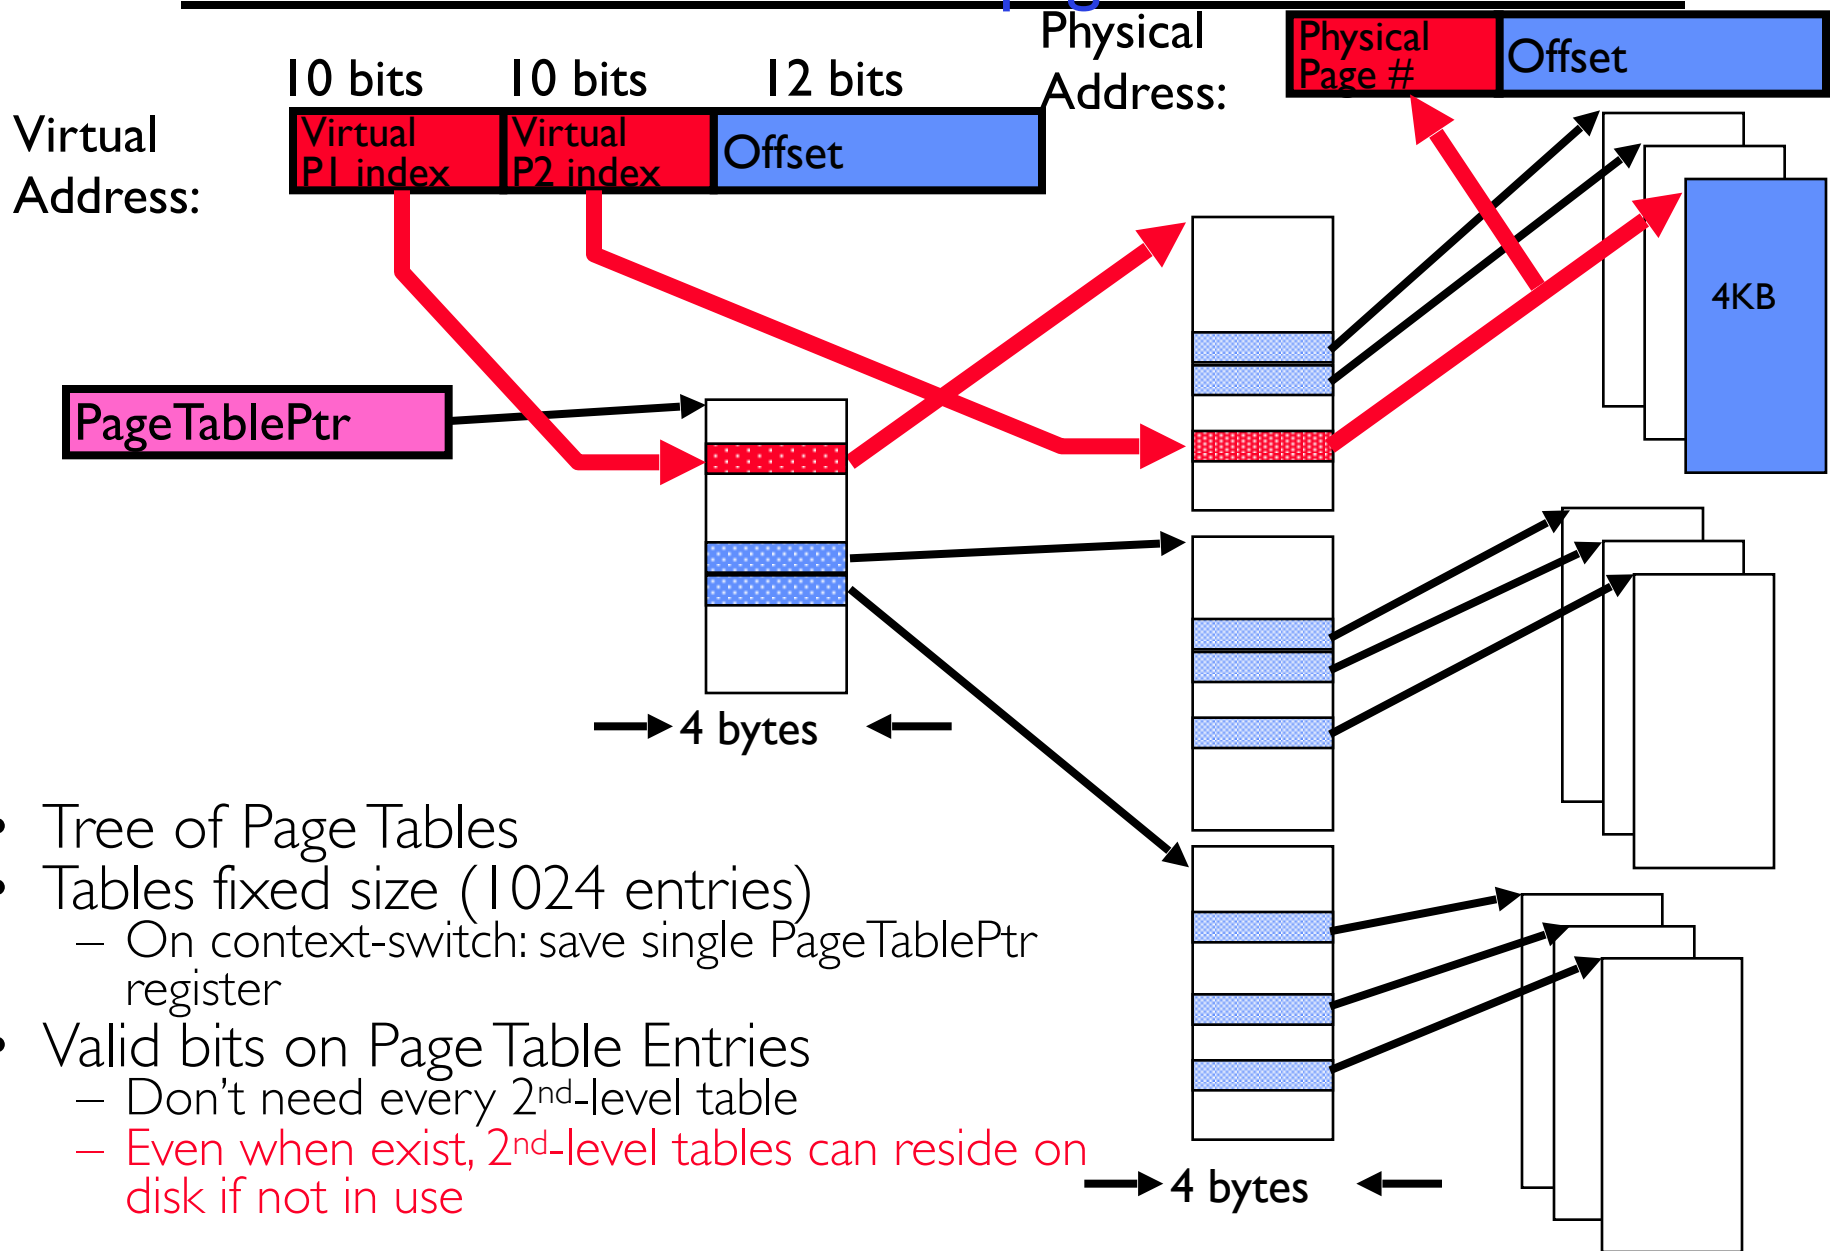 Physical
Address:
Physical
Page #
Offset
10 bits
10 bits
12 bits
Virtual
Address:
Virtual
P1 index
Virtual
P2 index
Offset
4KB
PageTablePtr
4 bytes
• Tree of Page Tables
• Tables fixed size (1024 entries)
– On context-switch: save single PageTablePtr
register
• Valid bits on Page Table Entries
– Don't need every 2nd-level table
– Even when exist, 2nd-level tables can reside on
disk if not in use
4 bytes